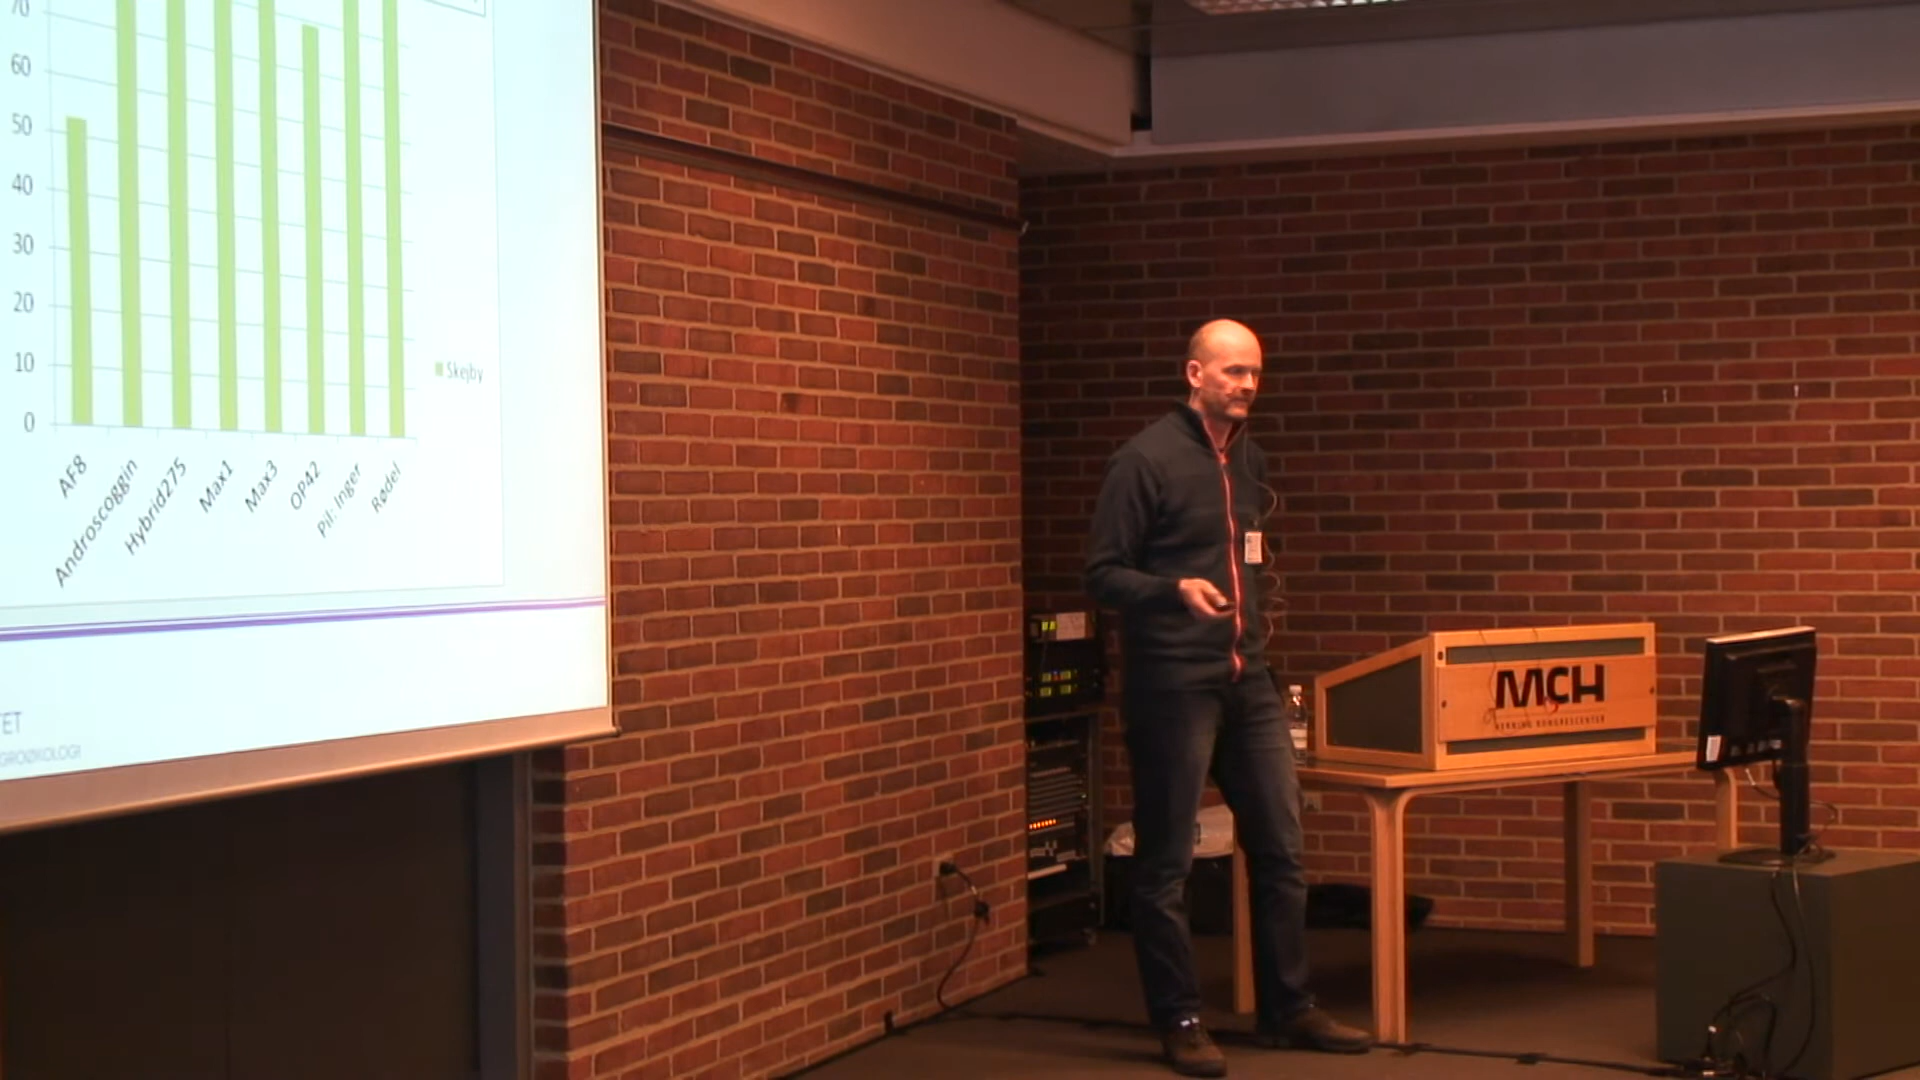 70
60
50
40
30
20
10
0
AF8
Androscoggin
Hybrid275
Max1
Max3
OP42
Pil: Inger
Rødel
Skejby
TET
GROØKOLOGI
MCH
HERNING KONGRESCENTER